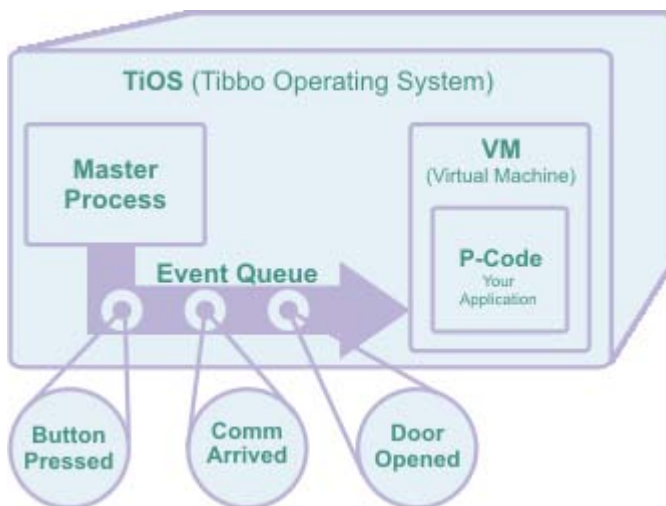 TiOS (Tibbo Operating System)
Master
Process
VM
(Virtual Machine)
P-Code
Your
Application
Event Queue
Button
Pressed
Comm
Arrived
Door
Opened